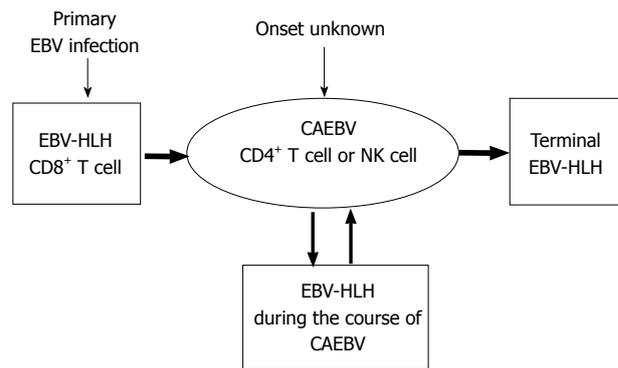 Primary
EBV infection
Onset unknown
EBV-HLH
CD8⁺ T cell
CAEBV
CD4⁺ T cell or NK cell
Terminal
EBV-HLH
EBV-HLH
during the course of
CAEBV